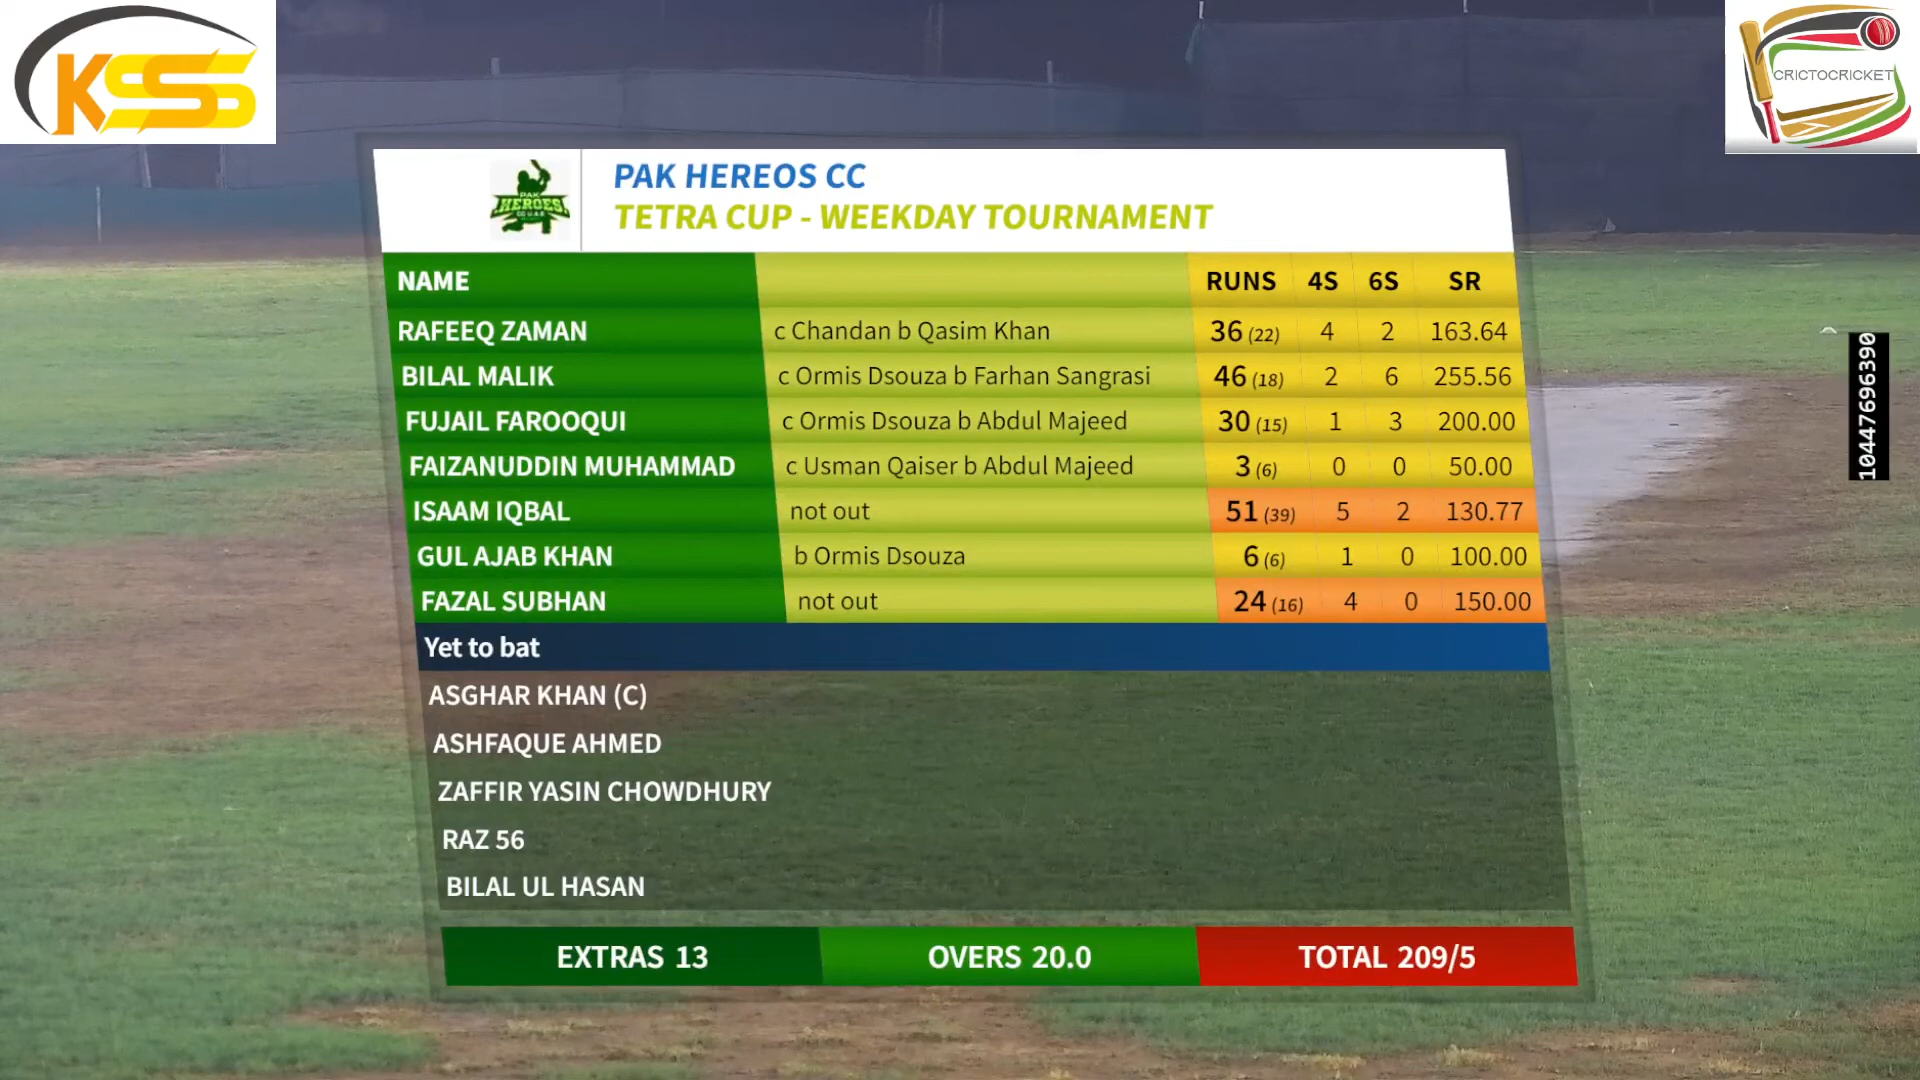 KSS
CRICTOCRICKET
PAK HEROES
CC U.A.E
PAK HEREOS CC
TETRA CUP - WEEKDAY TOURNAMENT
NAME RUNS 4S 6S SR
RAFEEQ ZAMAN c Chandan b Qasim Khan 36 (22) 4 2 163.64
BILAL MALIK c Ormis Dsouza b Farhan Sangrasi 46 (18) 2 6 255.56
FUJAIL FAROOQUI c Ormis Dsouza b Abdul Majeed 30 (15) 1 3 200.00
FAIZANUDDIN MUHAMMAD c Usman Qaiser b Abdul Majeed 3 (6) 0 0 50.00
ISAAM IQBAL not out 51 (39) 5 2 130.77
GUL AJAB KHAN b Ormis Dsouza 6 (6) 1 0 100.00
FAZAL SUBHAN not out 24 (16) 4 0 150.00
Yet to bat
ASGHAR KHAN (C)
ASHFAQUE AHMED
ZAFFIR YASIN CHOWDHURY
RAZ 56
BILAL UL HASAN
EXTRAS 13 OVERS 20.0 TOTAL 209/5
10447696390